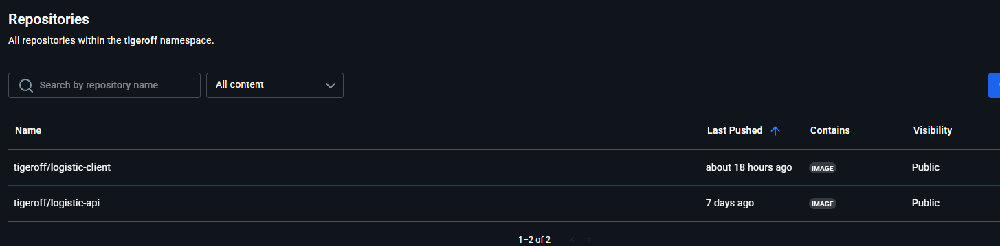 Repositories
All repositories within the tigeroff namespace.
Search by repository name All content
Name Last Pushed Contains Visibility
tigeroff/logistic-client about 18 hours ago IMAGE Public
tigeroff/logistic-api 7 days ago IMAGE Public
1–2 of 2